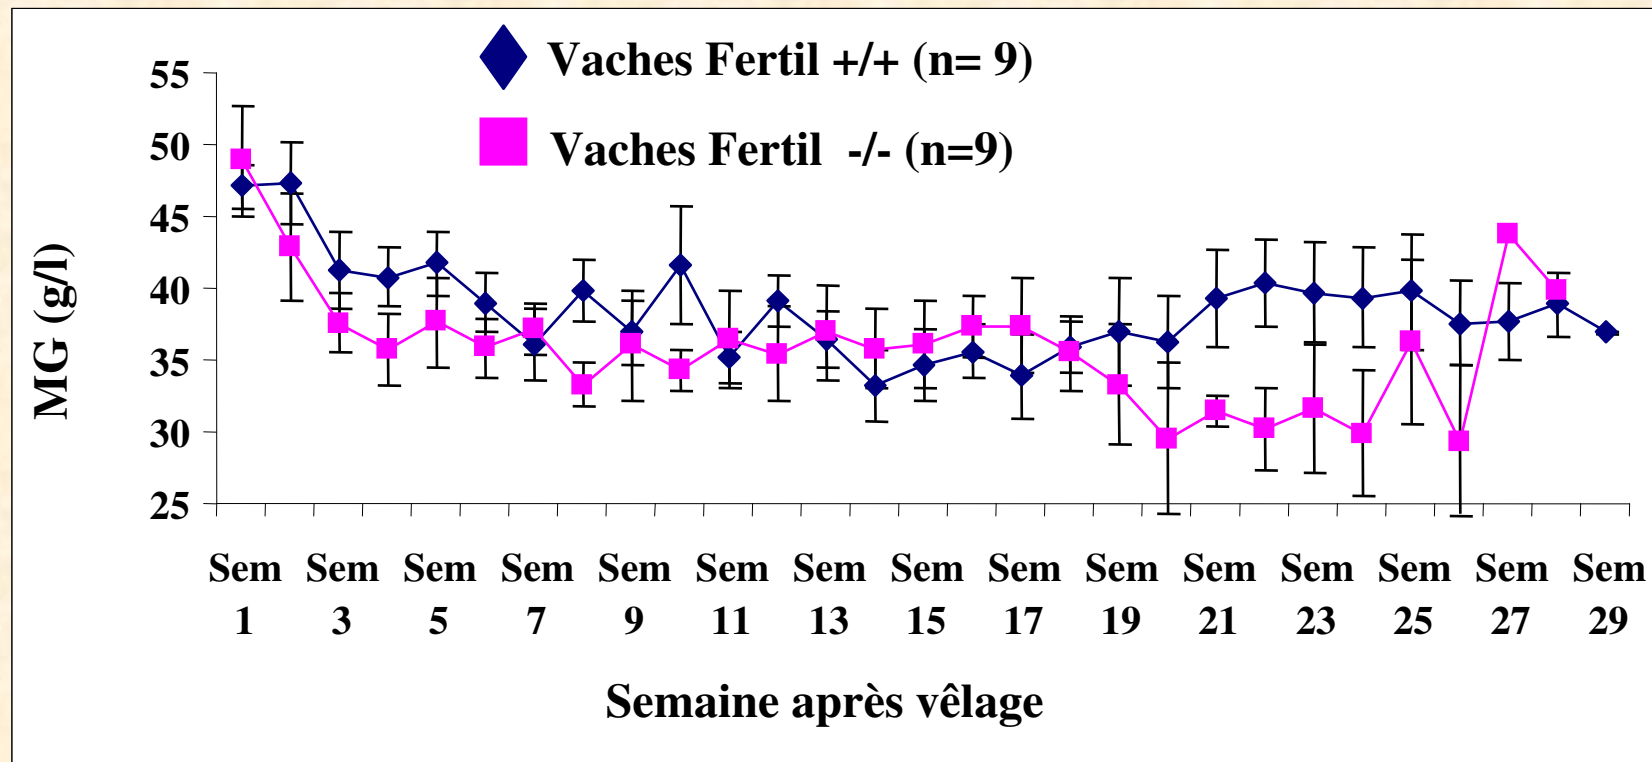 Vaches Fertil +/+ (n= 9)
Vaches Fertil -/- (n=9)
MG (g/l)
55
50
45
40
35
30
25
Sem Sem Sem Sem Sem Sem Sem Sem Sem Sem Sem Sem Sem Sem Sem
1 3 5 7 9 11 13 15 17 19 21 23 25 27 29
Semaine après vêlage